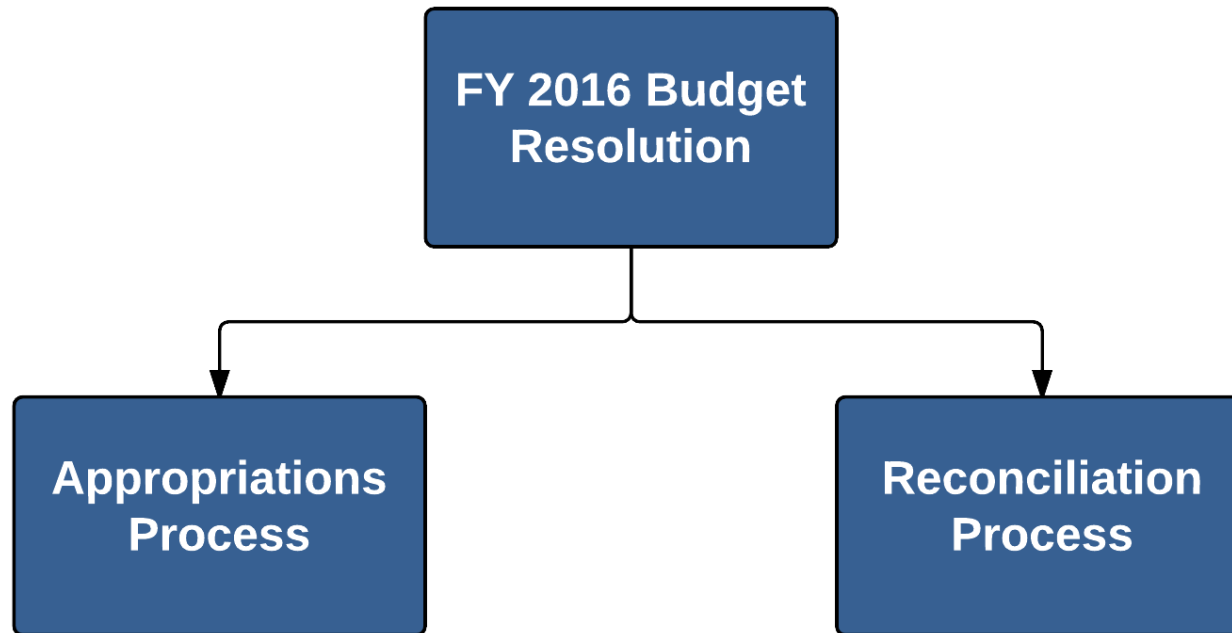 FY 2016 Budget
Resolution
Appropriations
Process
Reconciliation
Process